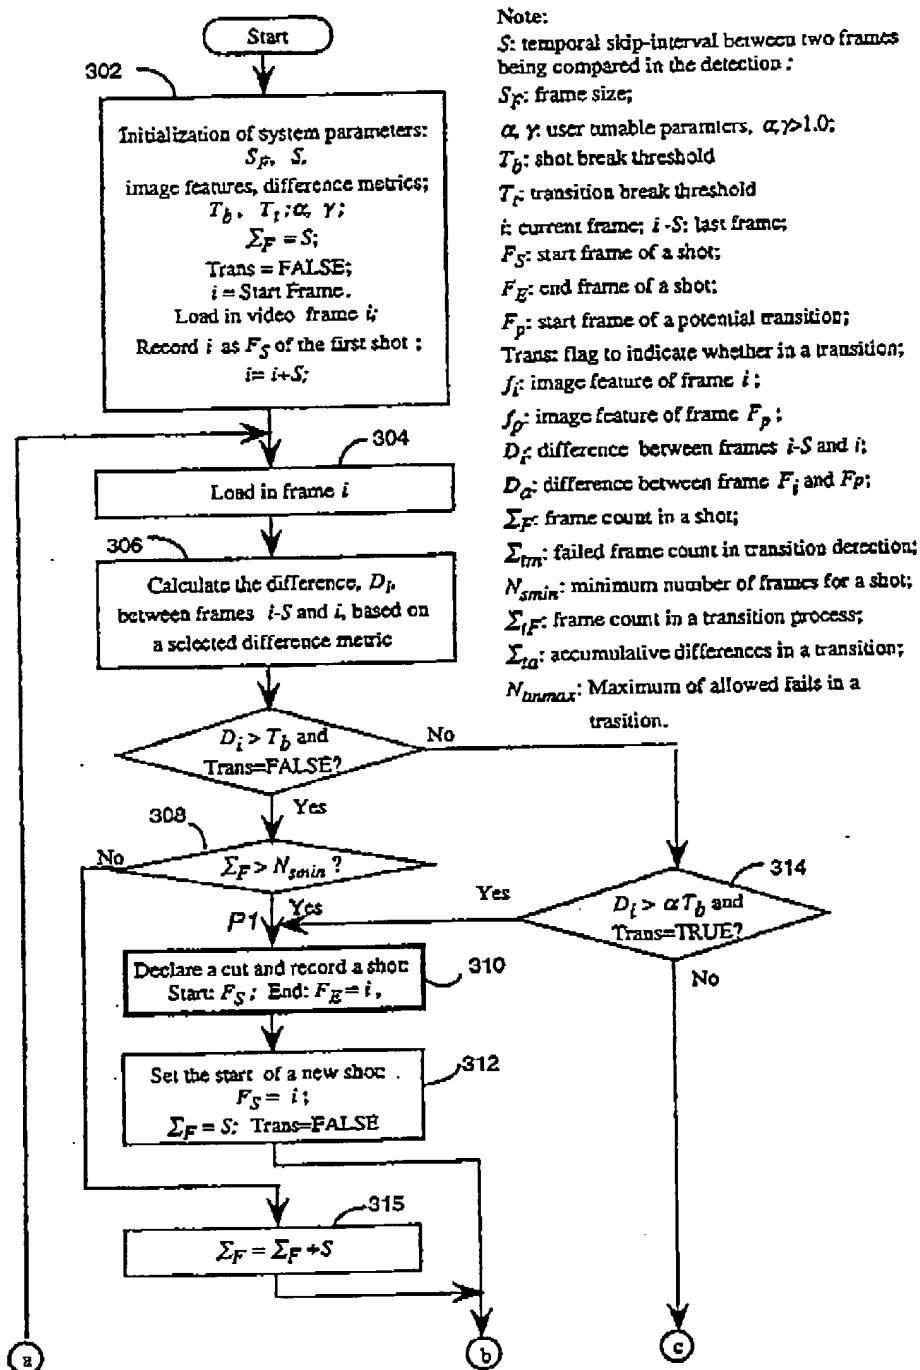 Start
302
Initialization of system parameters:
S_F, S,
image features, difference metrics;
T_b, T_t; α, γ;
Σ_F = S;
Trans = FALSE;
i = Start Frame.
Load in video frame i;
Record i as F_S of the first shot;
i = i+S;
304
Load in frame i
306
Calculate the difference, D_i,
between frames i-S and i, based on
a selected difference metric
D_i > T_b and
Trans=FALSE?
No
Yes
308
No
Σ_F > N_smin ?
Yes
P1
314
Yes
D_i > αT_b and
Trans=TRUE?
No
Declare a cut and record a shot:
Start: F_S; End: F_E = i,
310
Set the start of a new shot:
F_S = i;
Σ_F = S; Trans=FALSE
312
315
Σ_F = Σ_F + S
a
b
c
Note:
S: temporal skip-interval between two frames
being compared in the detection;
S_F: frame size;
α, γ: user tunable paramters, α,γ>1.0;
T_b: shot break threshold
T_t: transition break threshold
i: current frame; i-S: last frame;
F_S: start frame of a shot;
F_E: end frame of a shot;
F_p: start frame of a potential transition;
Trans: flag to indicate whether in a transition;
f_i: image feature of frame i;
f_p: image feature of frame F_p;
D_i: difference between frames i-S and i;
D_a: difference between frame F_i and F_p;
Σ_F: frame count in a shot;
Σ_tm: failed frame count in transition detection;
N_smin: minimum number of frames for a shot;
Σ_tF: frame count in a transition process;
Σ_ta: accumulative differences in a transition;
N_tmmax: Maximum of allowed fails in a
trasition.